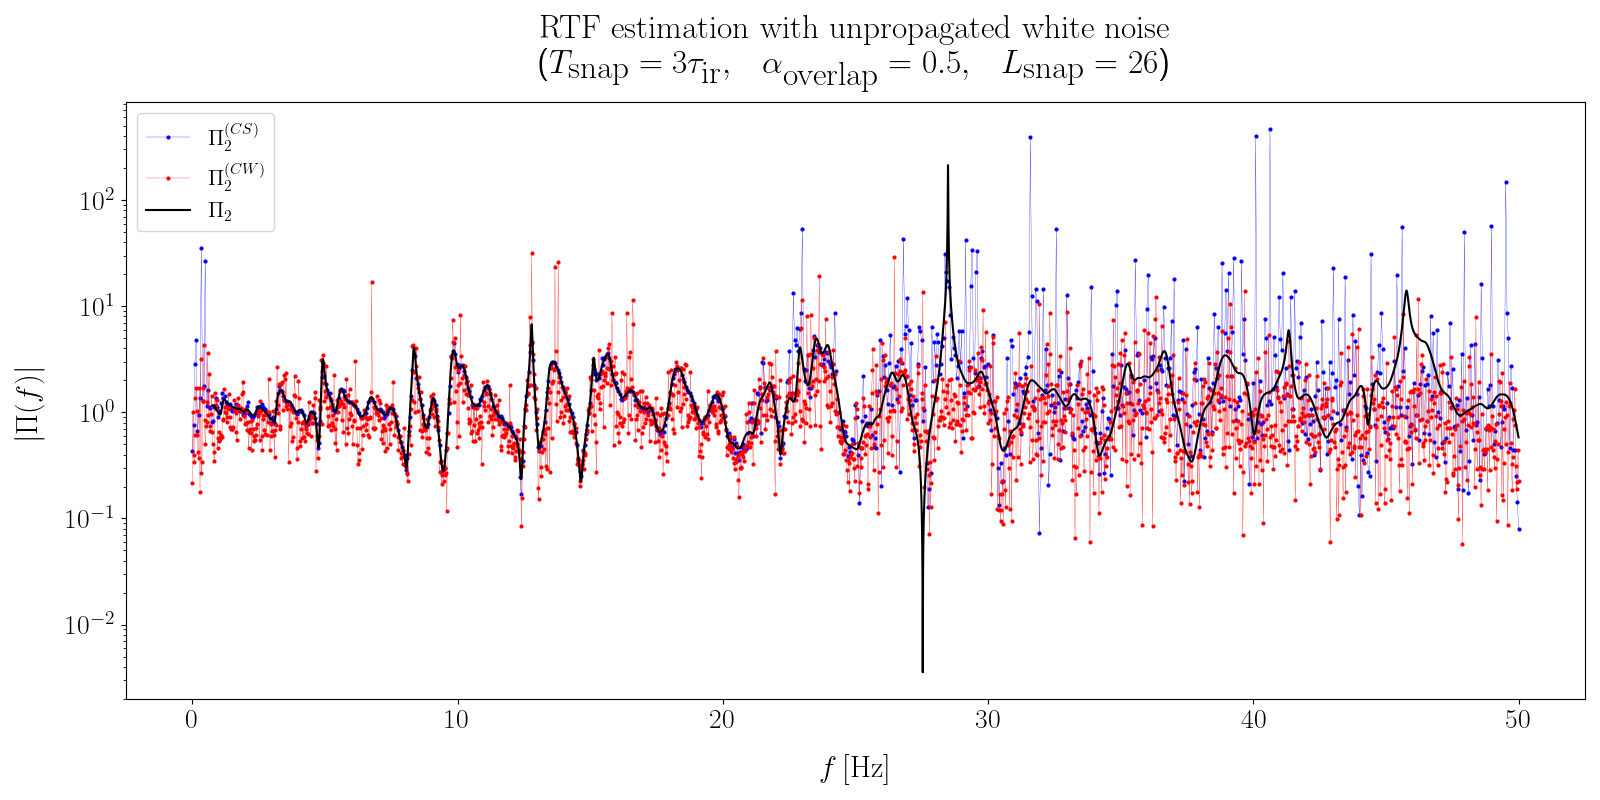 RTF estimation with unpropagated white noise
(T_snap = 3τ_ir,   α_overlap = 0.5,   L_snap = 26)
Π_2^(CS)
Π_2^(CW)
Π_2
|Π(f)|
10^2
10^1
10^0
10^−1
10^−2
0 10 20 30 40 50
f [Hz]